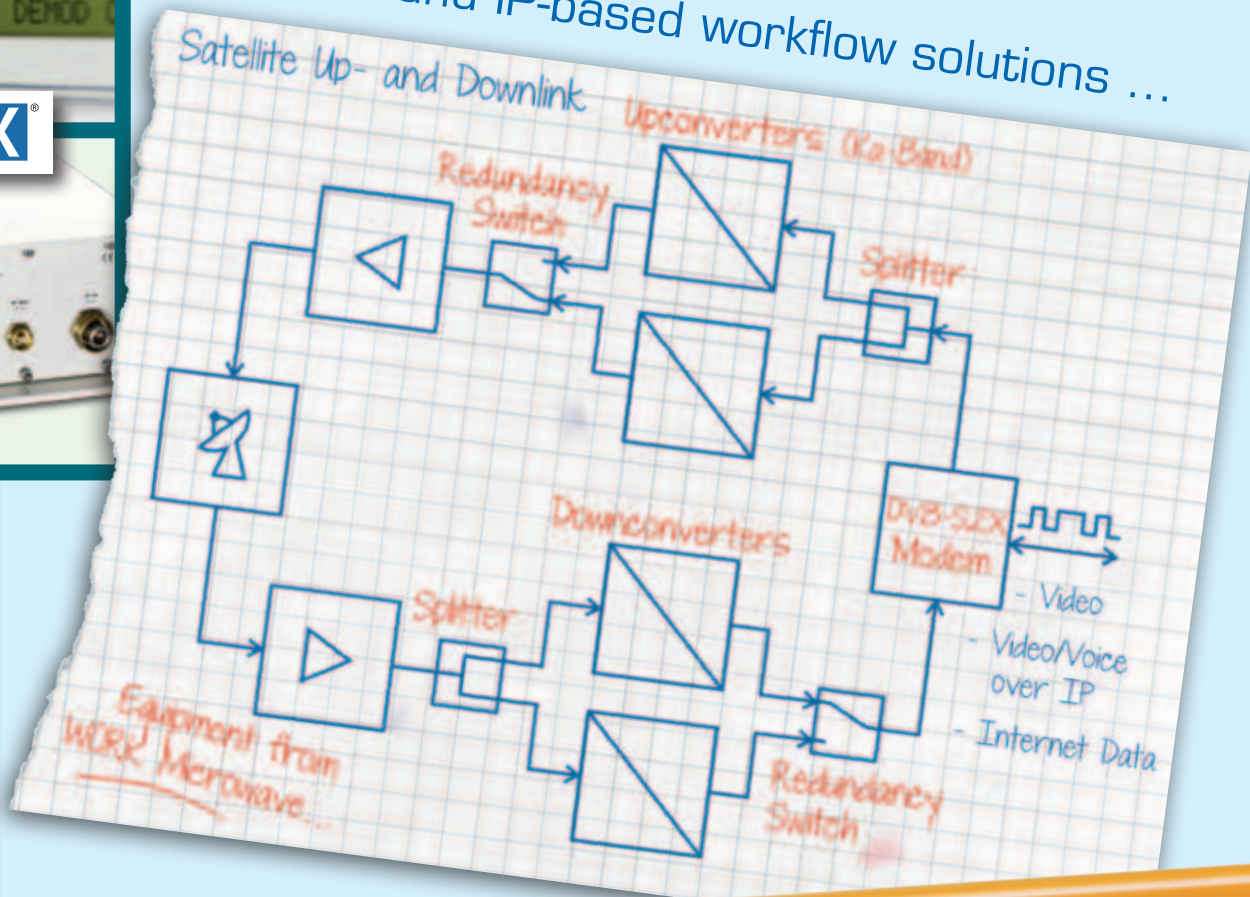 DEMOD
and IP-based workflow solutions ...
Satellite Up- and Downlink
Upconverters (Ka-Band)
Redundancy
Switch
Splitter
DVB-S2X
Modem
- Video
- Video/Voice
over IP
- Internet Data
Downconverters
Splitter
Redundancy
Switch
Equipment from
WORK Microwave...